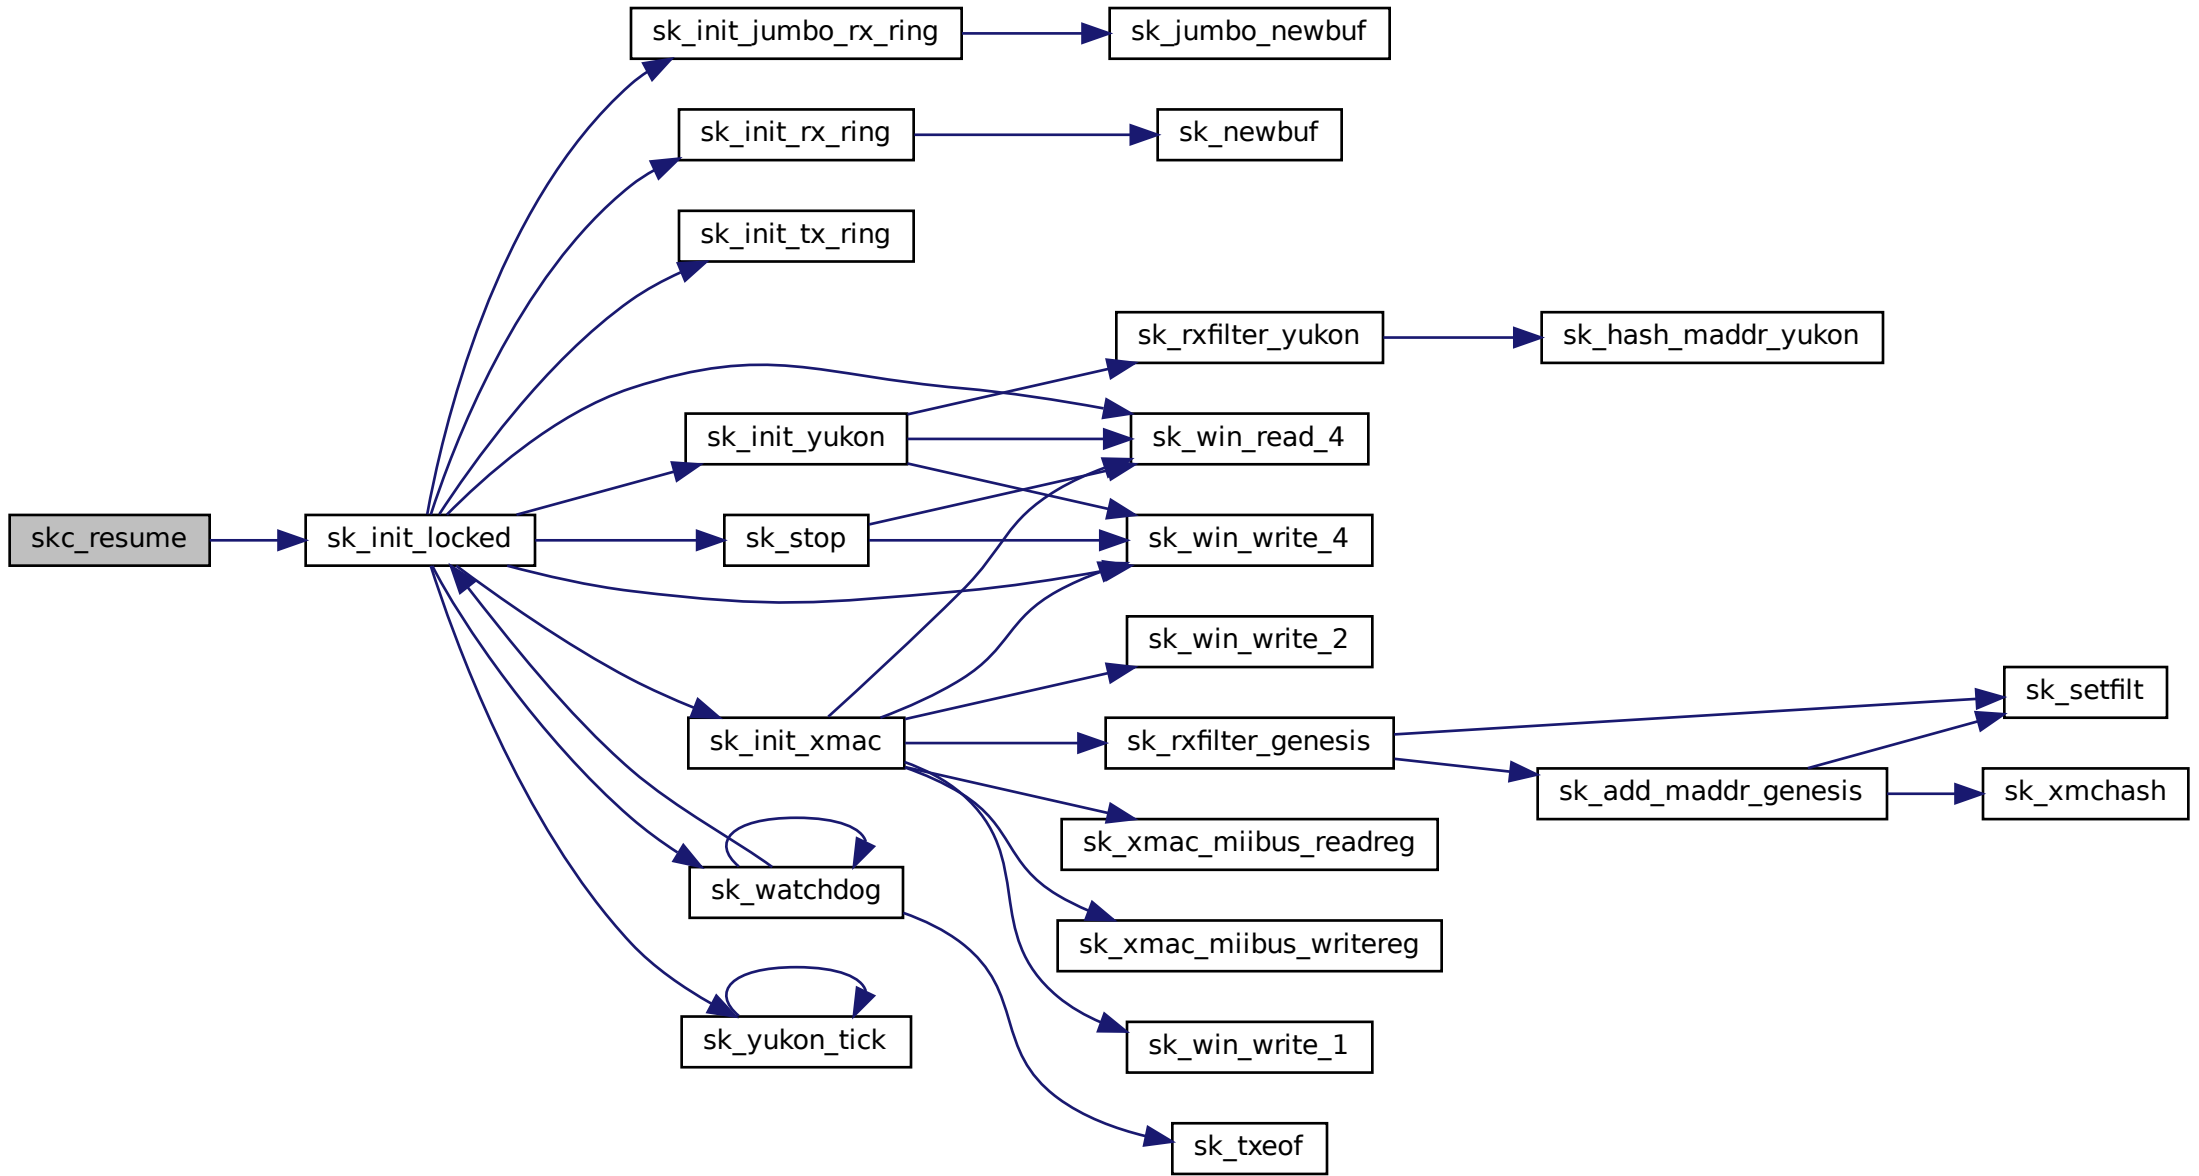 sk_init_jumbo_rx_ring
sk_jumbo_newbuf
sk_init_rx_ring
sk_newbuf
sk_init_tx_ring
sk_rxfilter_yukon
sk_hash_maddr_yukon
sk_init_yukon
sk_win_read_4
skc_resume
sk_init_locked
sk_stop
sk_win_write_4
sk_win_write_2
sk_setfilt
sk_init_xmac
sk_rxfilter_genesis
sk_add_maddr_genesis
sk_xmchash
sk_xmac_miibus_readreg
sk_watchdog
sk_xmac_miibus_writereg
sk_yukon_tick
sk_win_write_1
sk_txeof